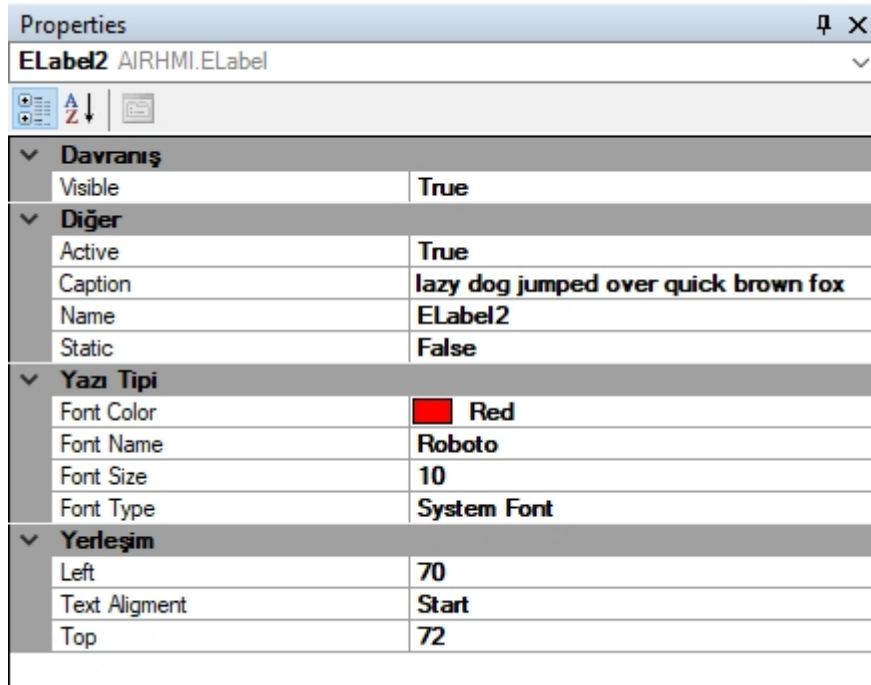 Properties
ELabel2 AIRHMI.ELabel
Davranış
Visible True
Diğer
Active True
Caption lazy dog jumped over quick brown fox
Name ELabel2
Static False
Yazı Tipi
Font Color Red
Font Name Roboto
Font Size 10
Font Type System Font
Yerleşim
Left 70
Text Aligment Start
Top 72